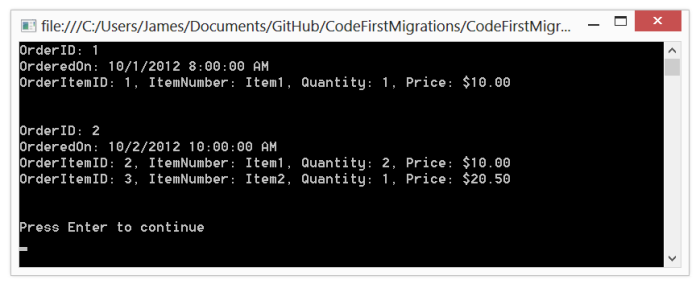 file:///C:/Users/James/Documents/GitHub/CodeFirstMigrations/CodeFirstMigr...
OrderID: 1
OrderedOn: 10/1/2012 8:00:00 AM
OrderItemID: 1, ItemNumber: Item1, Quantity: 1, Price: $10.00
OrderID: 2
OrderedOn: 10/2/2012 10:00:00 AM
OrderItemID: 2, ItemNumber: Item1, Quantity: 2, Price: $10.00
OrderItemID: 3, ItemNumber: Item2, Quantity: 1, Price: $20.50
Press Enter to continue